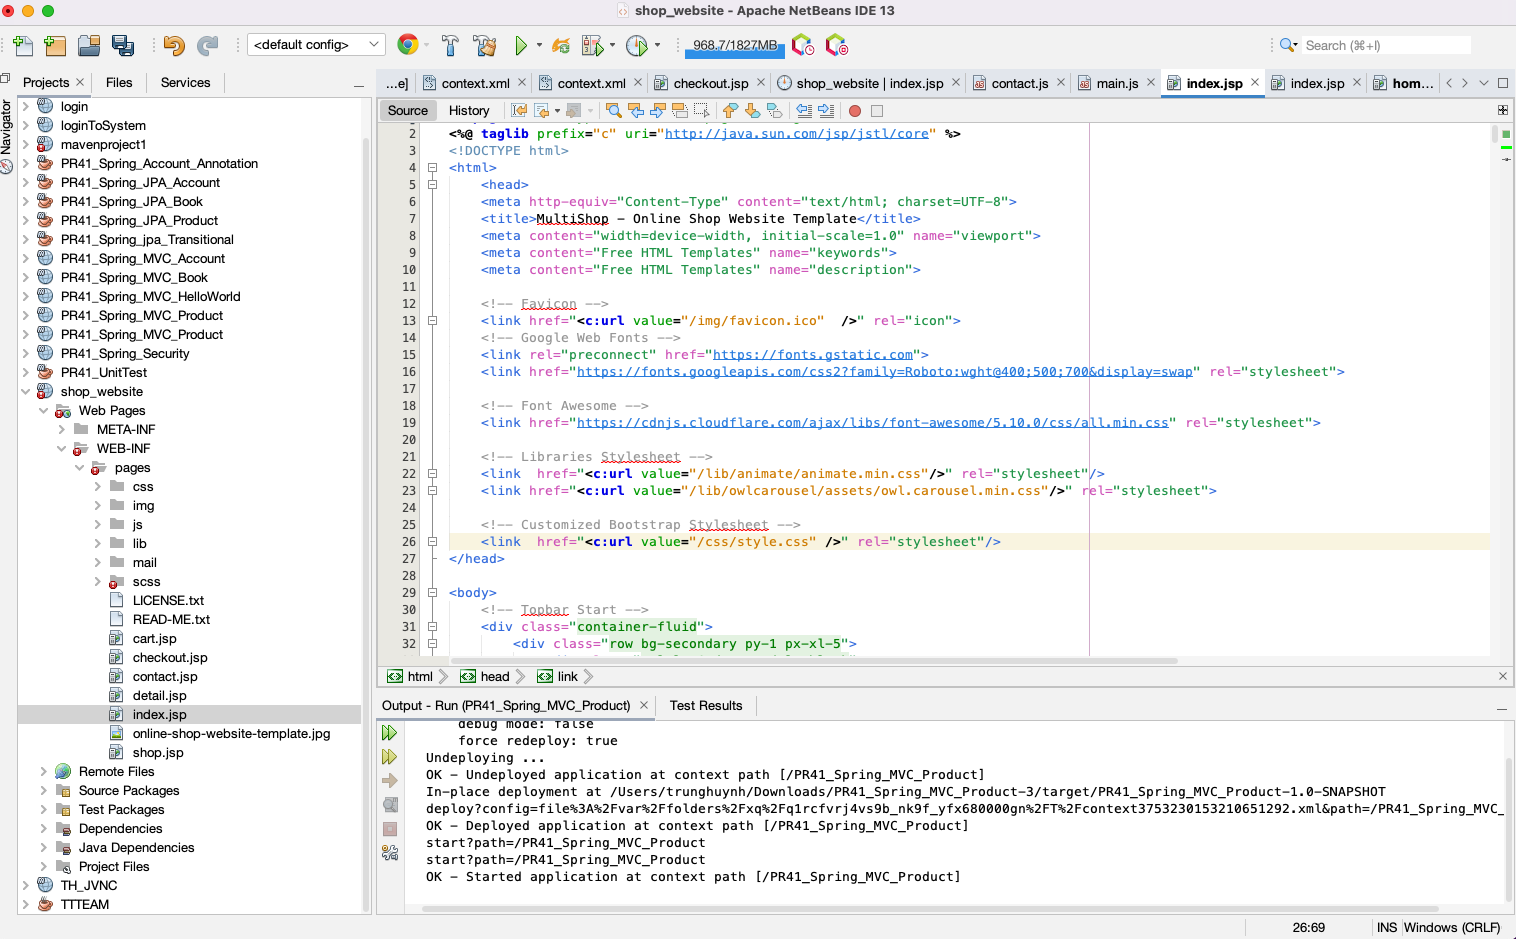 shop_website - Apache NetBeans IDE 13
<default config>
968.7/1827MB
Search (⌘+I)
Projects
Files
Services
...e]
context.xml
context.xml
checkout.jsp
shop_website | index.jsp
contact.js
main.js
index.jsp
index.jsp
hom...
Navigator
Source
History
login
loginToSystem
mavenproject1
PR41_Spring_Account_Annotation
PR41_Spring_JPA_Account
PR41_Spring_JPA_Book
PR41_Spring_JPA_Product
PR41_Spring_jpa_Transitional
PR41_Spring_MVC_Account
PR41_Spring_MVC_Book
PR41_Spring_MVC_HelloWorld
PR41_Spring_MVC_Product
PR41_Spring_MVC_Product
PR41_Spring_Security
PR41_UnitTest
shop_website
Web Pages
META-INF
WEB-INF
pages
css
img
js
lib
mail
scss
LICENSE.txt
READ-ME.txt
cart.jsp
checkout.jsp
contact.jsp
detail.jsp
index.jsp
online-shop-website-template.jpg
shop.jsp
Remote Files
Source Packages
Test Packages
Dependencies
Java Dependencies
Project Files
TH_JVNC
TTTEAM
2 <%@ taglib prefix="c" uri="http://java.sun.com/jsp/jstl/core" %>
3 <!DOCTYPE html>
4 <html>
5 <head>
6 <meta http-equiv="Content-Type" content="text/html; charset=UTF-8">
7 <title>MultiShop - Online Shop Website Template</title>
8 <meta content="width=device-width, initial-scale=1.0" name="viewport">
9 <meta content="Free HTML Templates" name="keywords">
10 <meta content="Free HTML Templates" name="description">
11
12 <!-- Favicon -->
13 <link href="<c:url value="/img/favicon.ico"  />" rel="icon">
14 <!-- Google Web Fonts -->
15 <link rel="preconnect" href="https://fonts.gstatic.com">
16 <link href="https://fonts.googleapis.com/css2?family=Roboto:wght@400;500;700&display=swap" rel="stylesheet">
17
18 <!-- Font Awesome -->
19 <link href="https://cdnjs.cloudflare.com/ajax/libs/font-awesome/5.10.0/css/all.min.css" rel="stylesheet">
20
21 <!-- Libraries Stylesheet -->
22 <link  href="<c:url value="/lib/animate/animate.min.css"/>" rel="stylesheet"/>
23 <link href="<c:url value="/lib/owlcarousel/assets/owl.carousel.min.css"/>" rel="stylesheet">
24
25 <!-- Customized Bootstrap Stylesheet -->
26 <link  href="<c:url value="/css/style.css" />" rel="stylesheet"/>
27 </head>
28
29 <body>
30 <!-- Topbar Start -->
31 <div class="container-fluid">
32 <div class="row bg-secondary py-1 px-xl-5">
html
head
link
Output - Run (PR41_Spring_MVC_Product)
Test Results
debug mode: false
force redeploy: true
Undeploying ...
OK - Undeployed application at context path [/PR41_Spring_MVC_Product]
In-place deployment at /Users/trunghuynh/Downloads/PR41_Spring_MVC_Product-3/target/PR41_Spring_MVC_Product-1.0-SNAPSHOT
deploy?config=file%3A%2Fvar%2Ffolders%2Fxq%2Fq1rcfvrj4vs9b_nk9f_yfx680000gn%2FT%2Fcontext3753230153210651292.xml&path=/PR41_Spring_MVC_
OK - Deployed application at context path [/PR41_Spring_MVC_Product]
start?path=/PR41_Spring_MVC_Product
start?path=/PR41_Spring_MVC_Product
OK - Started application at context path [/PR41_Spring_MVC_Product]
26:69
INS
Windows (CRLF)